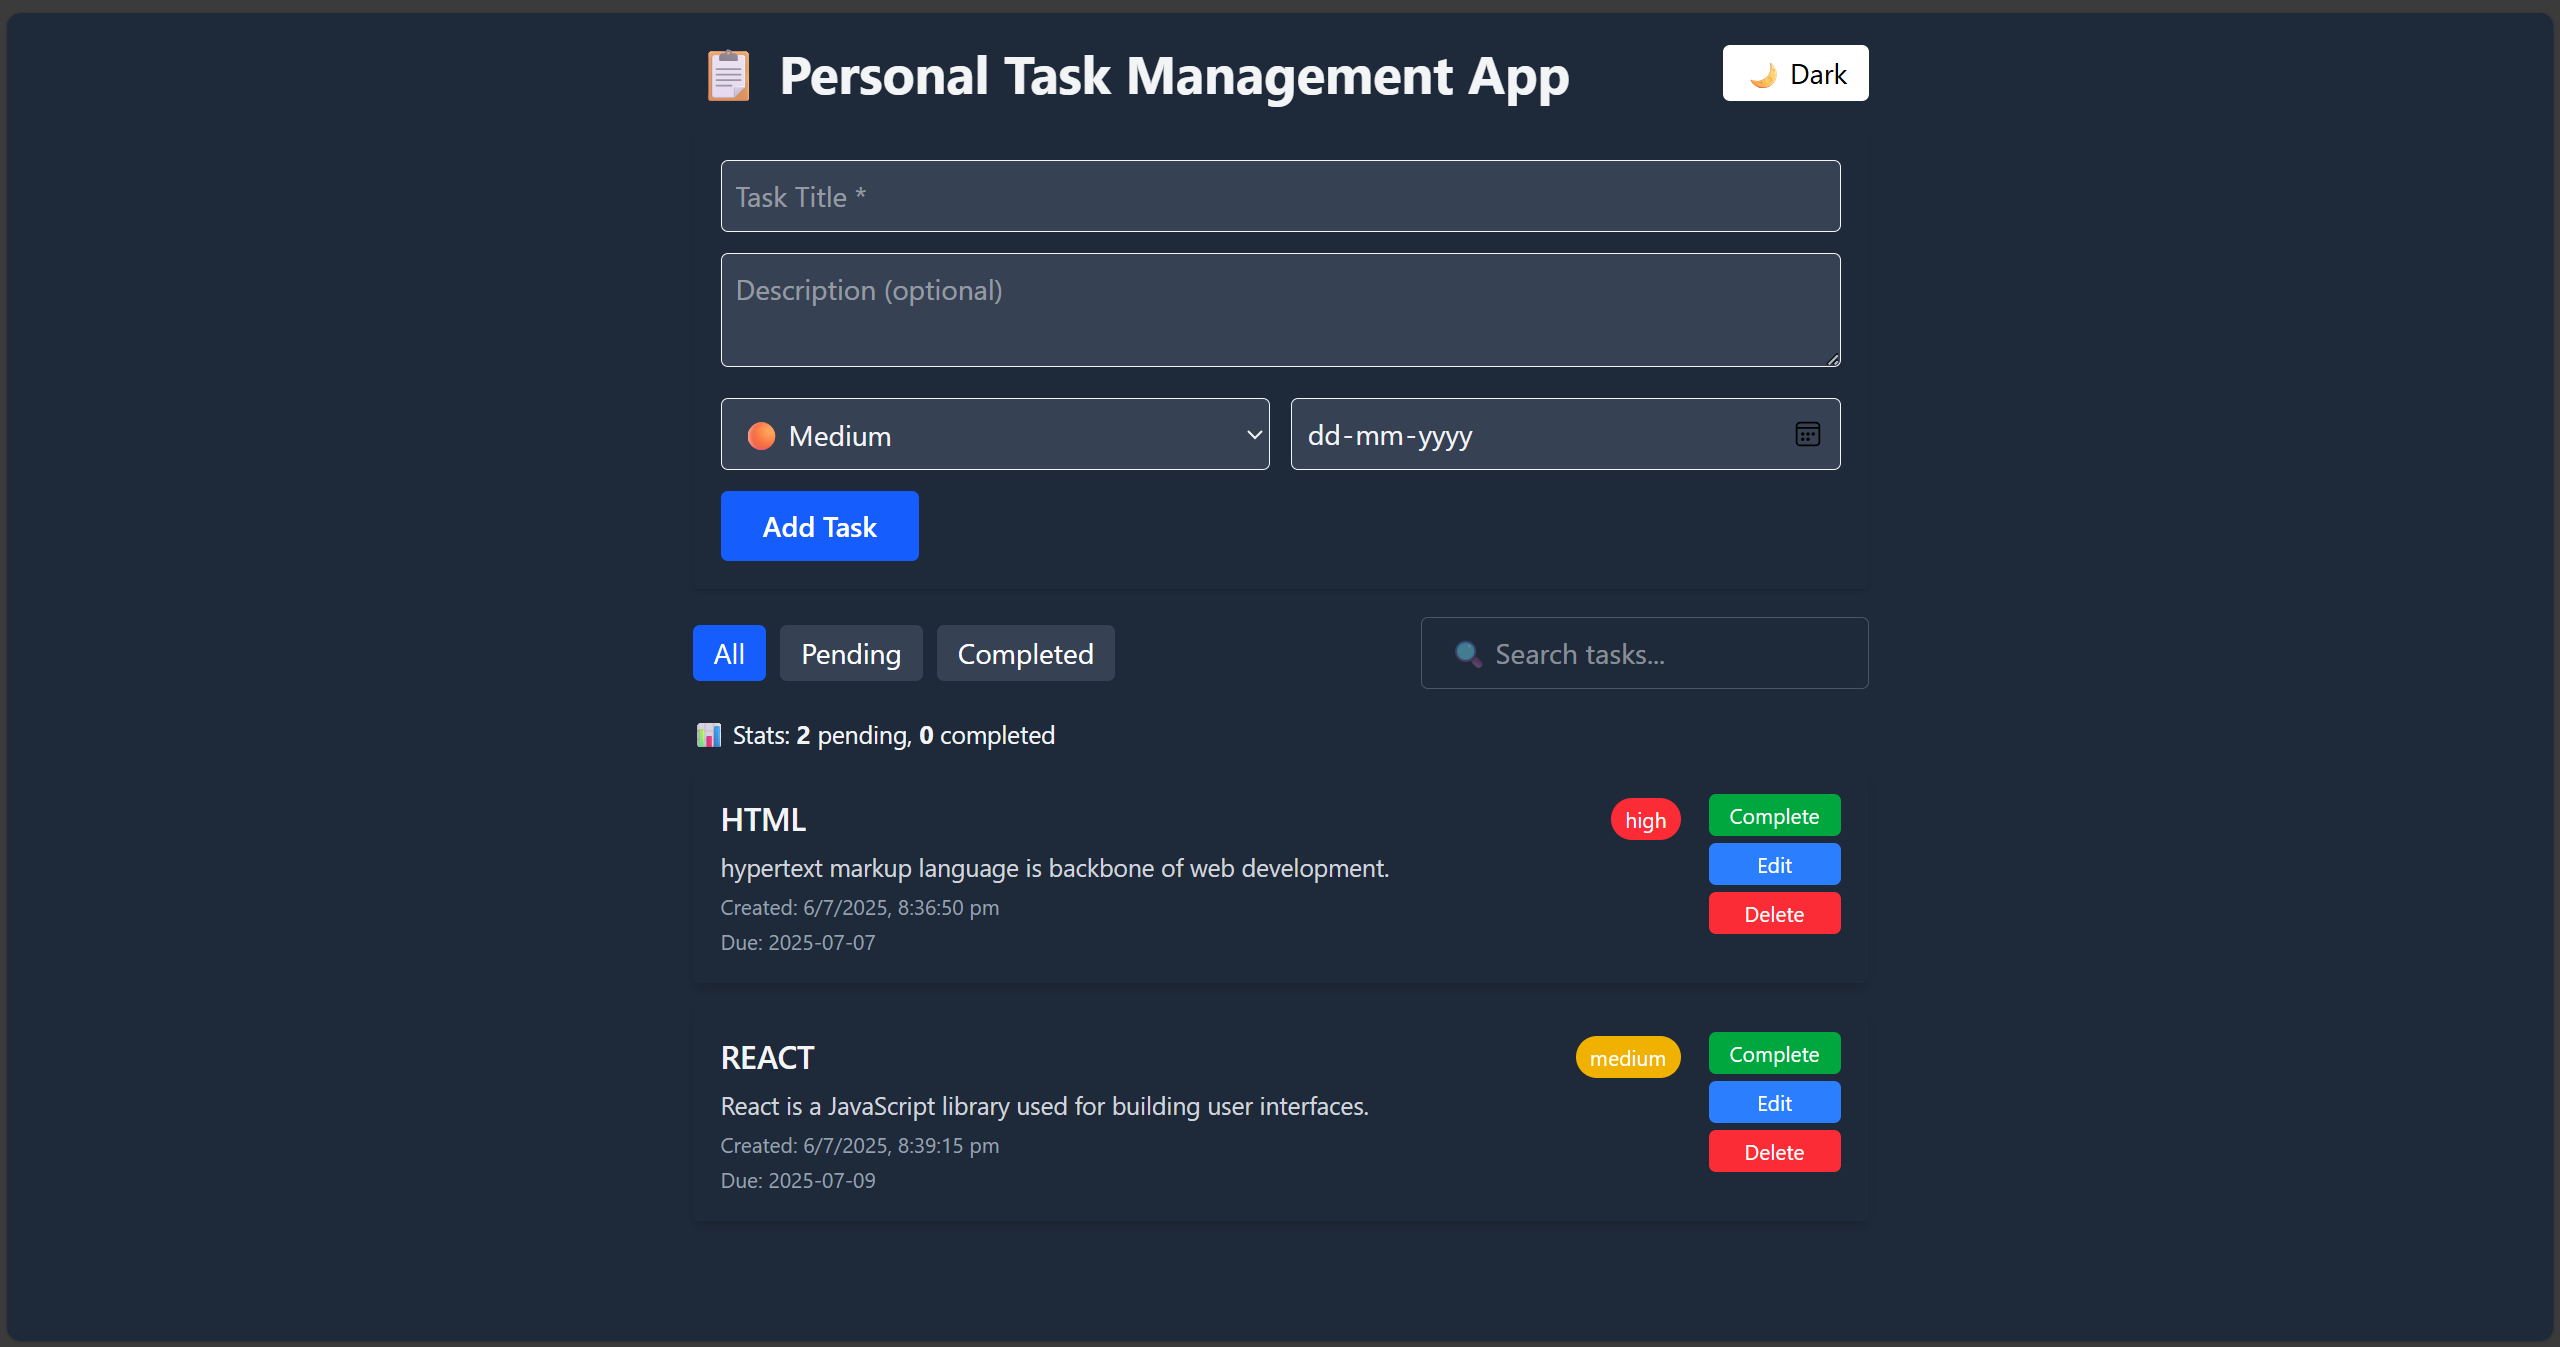 📋 Personal Task Management App
🌙 Dark
Task Title *
Description (optional)
🟠 Medium
dd-mm-yyyy
Add Task
All
Pending
Completed
🔍 Search tasks...
📊 Stats: 2 pending, 0 completed
HTML
high
Complete
hypertext markup language is backbone of web development.
Edit
Created: 6/7/2025, 8:36:50 pm
Delete
Due: 2025-07-07
REACT
medium
Complete
React is a JavaScript library used for building user interfaces.
Edit
Created: 6/7/2025, 8:39:15 pm
Delete
Due: 2025-07-09